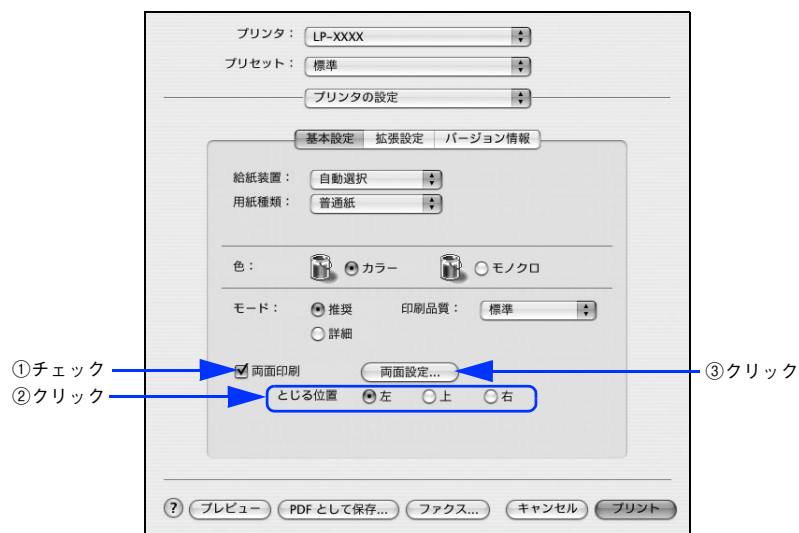 プリンタ： LP-XXXX
プリセット： 標準
プリンタの設定
基本設定 拡張設定 バージョン情報
給紙装置： 自動選択
用紙種類： 普通紙
色： カラー モノクロ
モード： 推奨 印刷品質： 標準
詳細
①チェック 両面印刷 両面設定... ③クリック
②クリック とじる位置 左 上 右
? プレビュー PDF として保存... ファクス... キャンセル プリント